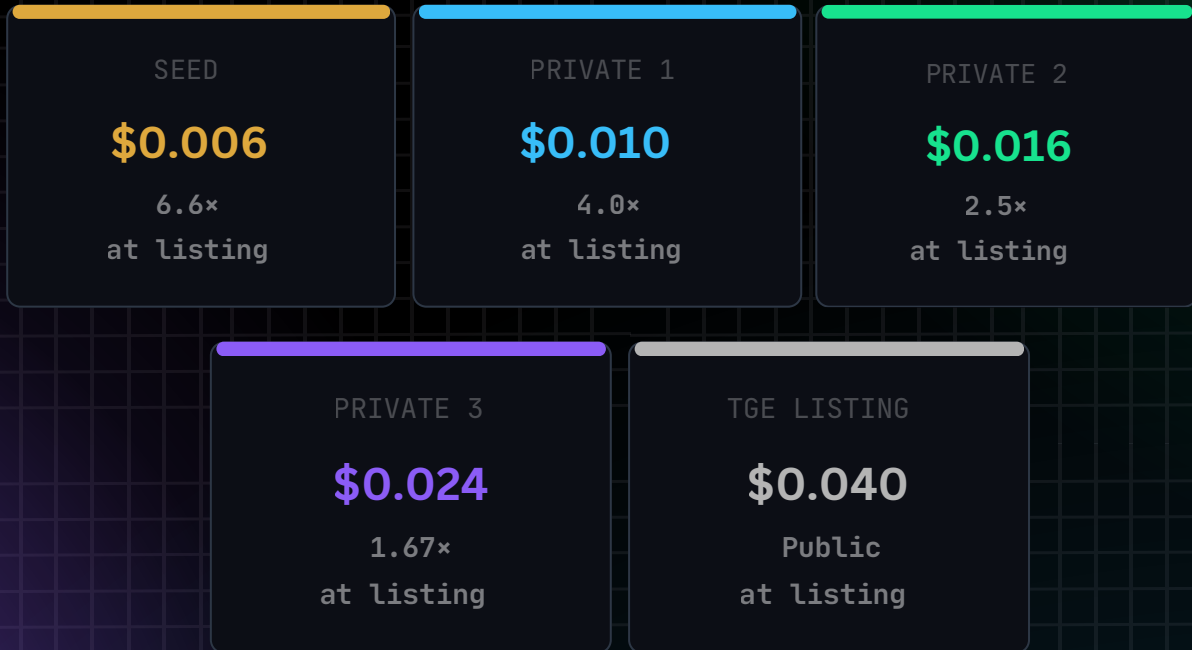 SEED
$0.006
6.6×
at listing
PRIVATE 1
$0.010
4.0×
at listing
PRIVATE 2
$0.016
2.5×
at listing
PRIVATE 3
$0.024
1.67×
at listing
TGE LISTING
$0.040
Public
at listing